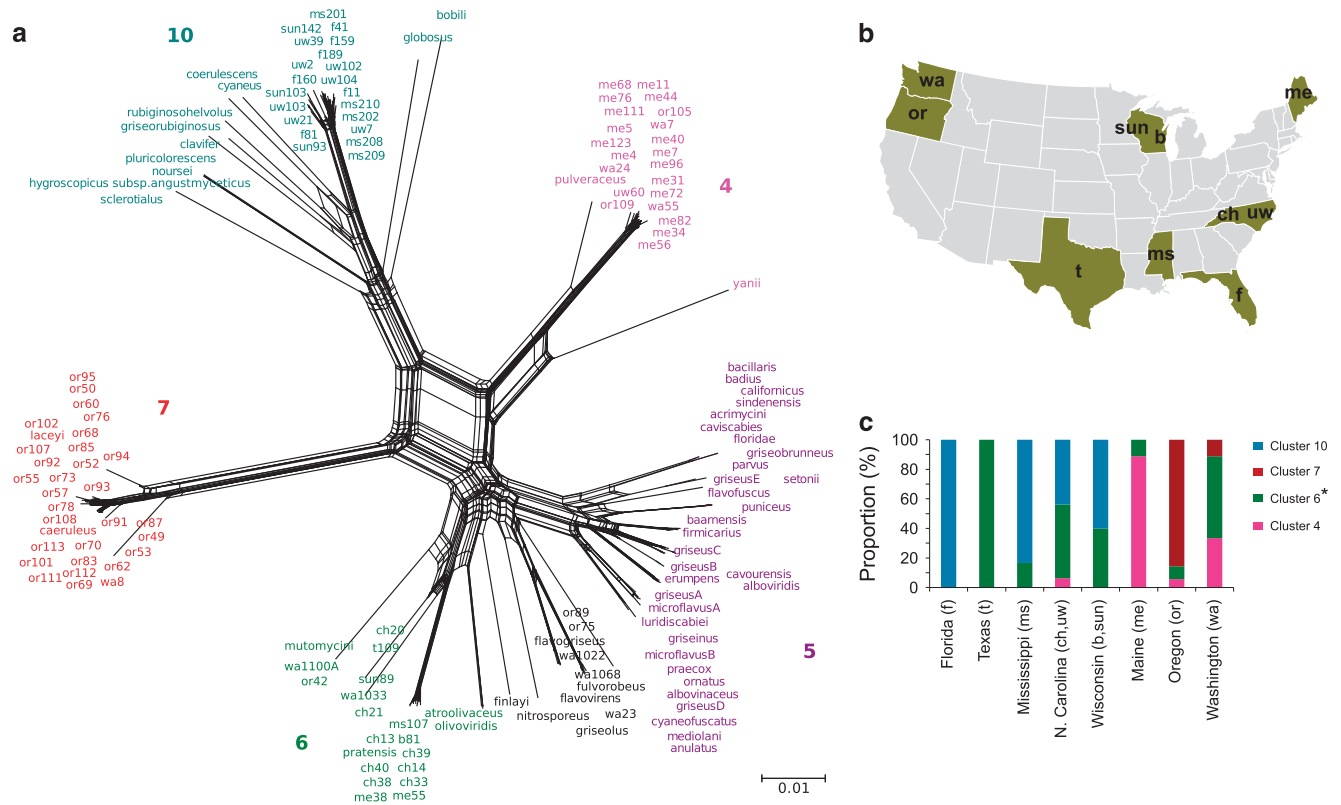 a
10
ms201
sun142 f41
uw39 f159
f189
uw2 uw102
f160 uw104
sun103 f11
uw103 ms210
ms202
uw21 uw7
f81 ms208
sun93 ms209
bobili
globosus
coerulescens
cyaneus
rubiginosohelvolus
griseorubiginosus
clavifer
pluricolorescens
noursei
hygroscopicus subsp.angustmyceticus
sclerotialus
me68 me11
me76 me44
me111 or105
wa7
me5
me123 me40
me4 me7
wa24 me96
pulveraceus me31
uw60 me72
or109 wa55
me82
me34
me56
4
yanii
7
or95
or50
or60
or76
or102
laceyi or68
or107 or85
or92 or52 or94
or55 or73
or57 or93
or78
or108 or91 or87
caeruleus or49
or113 or70 or53
or101 or83 or62
or111 or112
or69 wa8
bacillaris
badius
californicus
sindenensis
acrimycini
caviscabies
floridae
griseobrunneus
parvus
griseusE setonii
flavofuscus
puniceus
baamensis
firmicarius
griseusC
griseusB
erumpens cavourensis
alboviridis
griseusA
microflavusA
luridiscabiei
griseinus
microflavusB
praecox
ornatus
albovinaceus
griseusD
cyaneofuscatus
mediolani
anulatus
5
or89
or75
flavogriseus
wa1022
wa1068
fulvorobeus
flavovirens
finlayi
nitrosporeus wa23
griseolus
mutomycini ch20
t109
wa1100A
or42 sun89
wa1033
ch21
ms107
atroolivaceus
olivoviridis
6
ch13 b81
pratensis ch39
ch40 ch14
ch38 ch33
me38 me55
0.01
b
wa
or
sun
b
me
ch uw
ms
t
f
c
Proportion (%)
100
80
60
40
20
0
Florida (f)
Texas (t)
Mississippi (ms)
N. Carolina (ch,uw)
Wisconsin (b,sun)
Maine (me)
Oregon (or)
Washington (wa)
Cluster 10
Cluster 7
Cluster 6*
Cluster 4